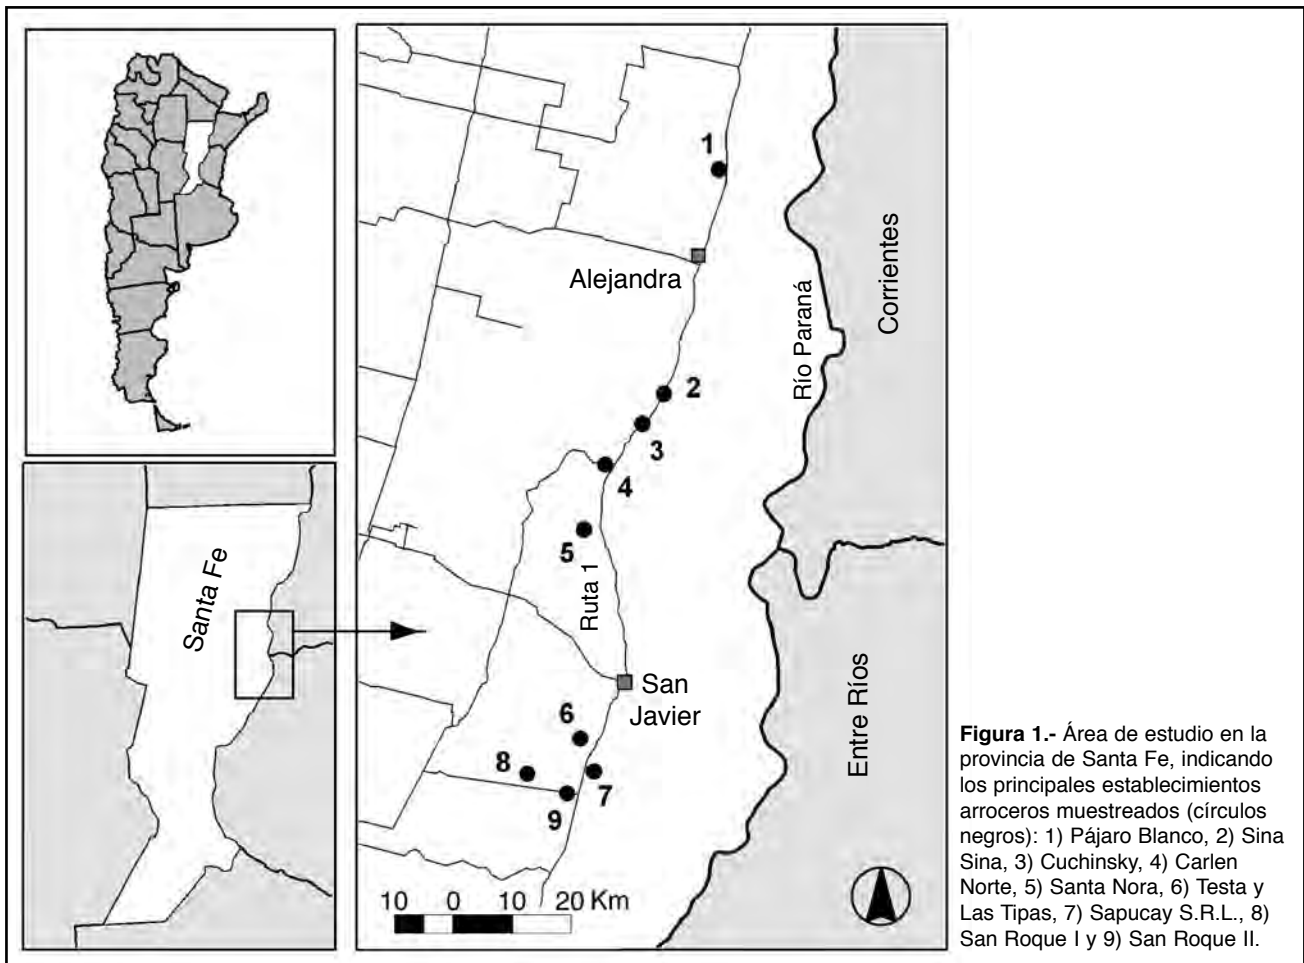 1
Alejandra
Río Paraná
Corrientes
2
3
4
5
Ruta 1
Santa Fe
San
Javier
6
8
7
9
Entre Ríos
10 0 10 20 Km
Figura 1.- Área de estudio en la
provincia de Santa Fe, indicando
los principales establecimientos
arroceros muestreados (círculos
negros): 1) Pájaro Blanco, 2) Sina
Sina, 3) Cuchinsky, 4) Carlen
Norte, 5) Santa Nora, 6) Testa y
Las Tipas, 7) Sapucay S.R.L., 8)
San Roque I y 9) San Roque II.